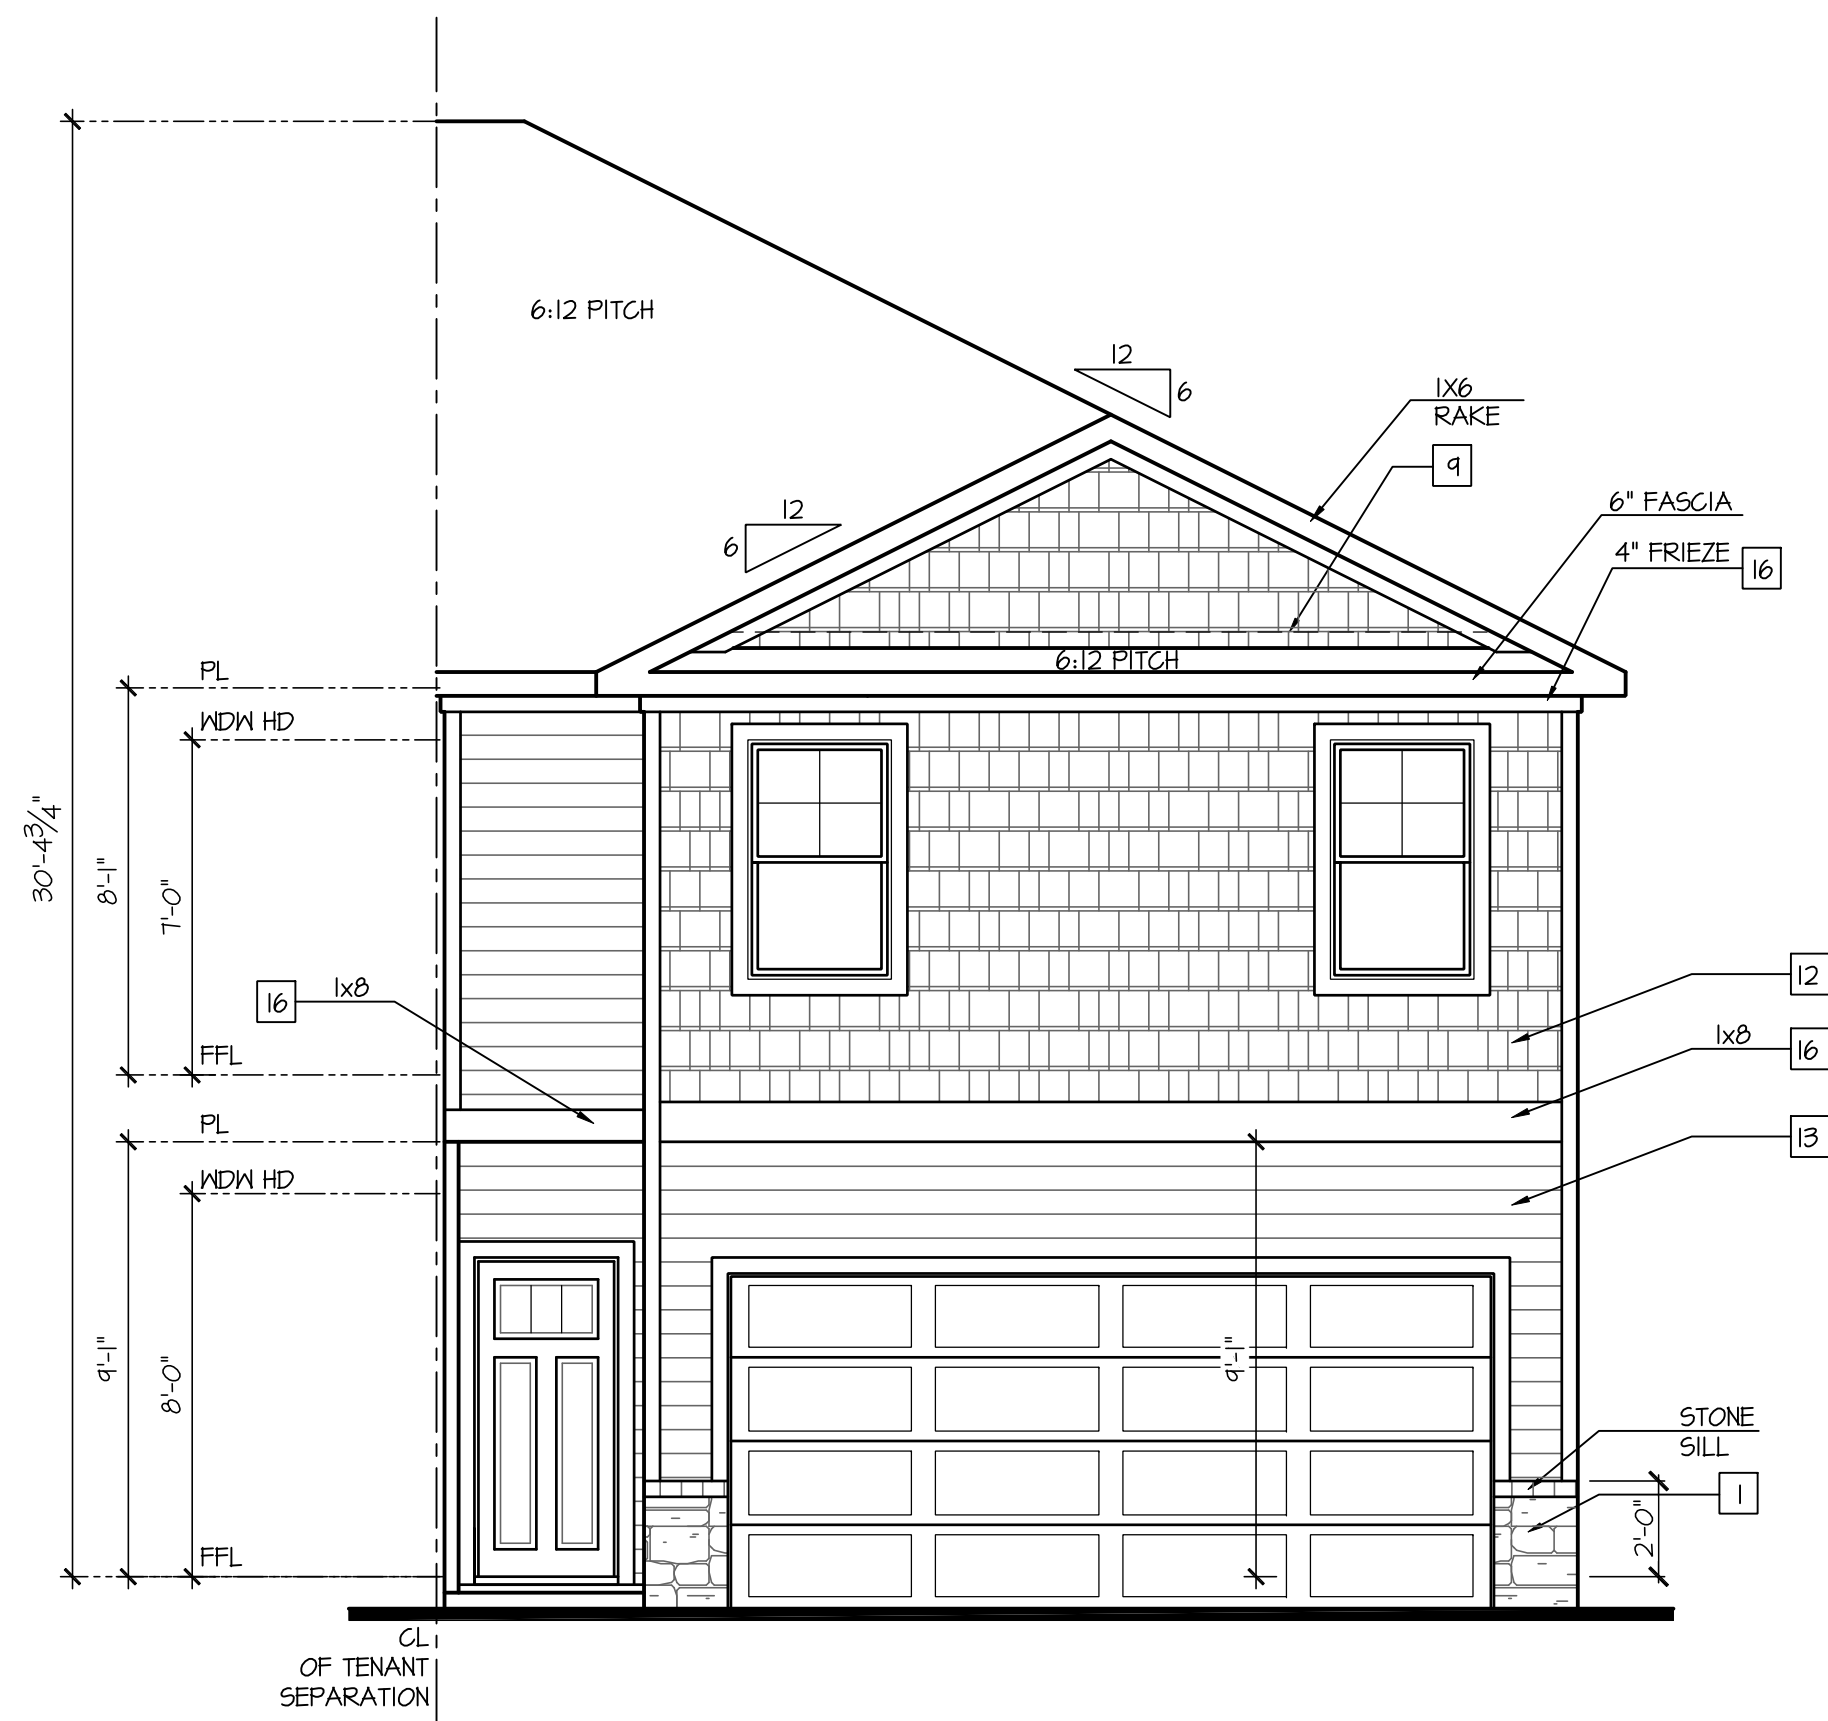 6:12 PITCH
12
6
1X6
RAKE
9
12
6
6" FASCIA
4" FRIEZE
16
6:12 PITCH
PL
WDW HD
30'-4 3/4"
8'-1"
7'-0"
12
16
1x8
1x8
16
FFL
PL
13
WDW HD
9'-1"
8'-0"
9'-1"
STONE
SILL
1
2'-0"
FFL
CL
OF TENANT
SEPARATION